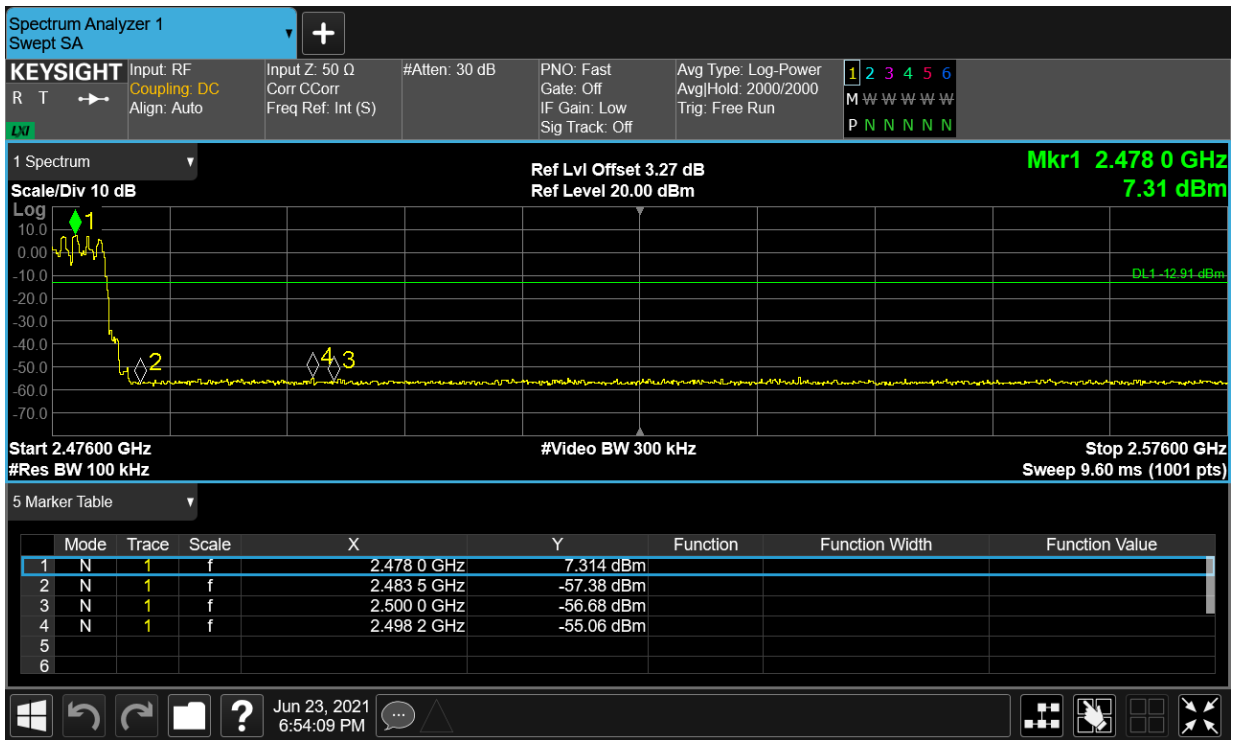 Spectrum Analyzer 1
Swept SA
KEYSIGHT
R T
LXI
Input: RF
Coupling: DC
Align: Auto
Input Z: 50 Ω
Corr CCorr
Freq Ref: Int (S)
#Atten: 30 dB
PNO: Fast
Gate: Off
IF Gain: Low
Sig Track: Off
Avg Type: Log-Power
Avg|Hold: 2000/2000
Trig: Free Run
1 2 3 4 5 6
M W W W W W
P N N N N N
1 Spectrum
Scale/Div 10 dB
Ref Lvl Offset 3.27 dB
Ref Level 20.00 dBm
Mkr1 2.478 0 GHz
7.31 dBm
Log
10.0
0.00
-10.0
-20.0
-30.0
-40.0
-50.0
-60.0
-70.0
1
2
4
3
DL1 -12.91 dBm
Start 2.47600 GHz
#Res BW 100 kHz
#Video BW 300 kHz
Stop 2.57600 GHz
Sweep 9.60 ms (1001 pts)
5 Marker Table
Mode Trace Scale X Y Function Function Width Function Value
1 N 1 f 2.478 0 GHz 7.314 dBm
2 N 1 f 2.483 5 GHz -57.38 dBm
3 N 1 f 2.500 0 GHz -56.68 dBm
4 N 1 f 2.498 2 GHz -55.06 dBm
5
6
?
Jun 23, 2021
6:54:09 PM